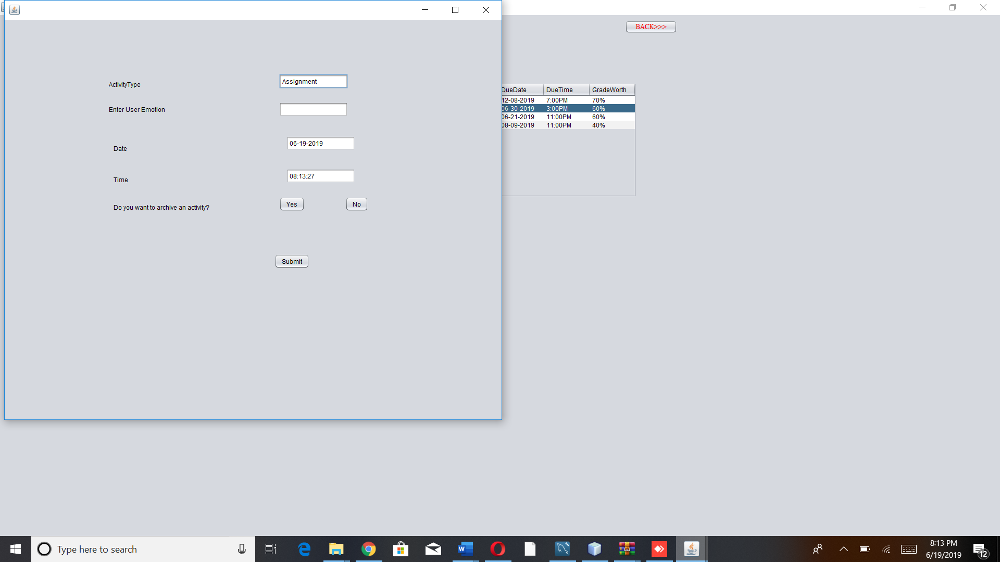 BACK>>>
ActivityType
Assignment
Enter User Emotion
Date
06-19-2019
Time
08:13:27
Do you want to archive an activity?
Yes
No
Submit
DueDate DueTime GradeWorth
12-08-2019 7:00PM 70%
06-30-2019 3:00PM 60%
06-21-2019 11:00PM 60%
08-09-2019 11:00PM 40%
Type here to search
8:13 PM
6/19/2019
12